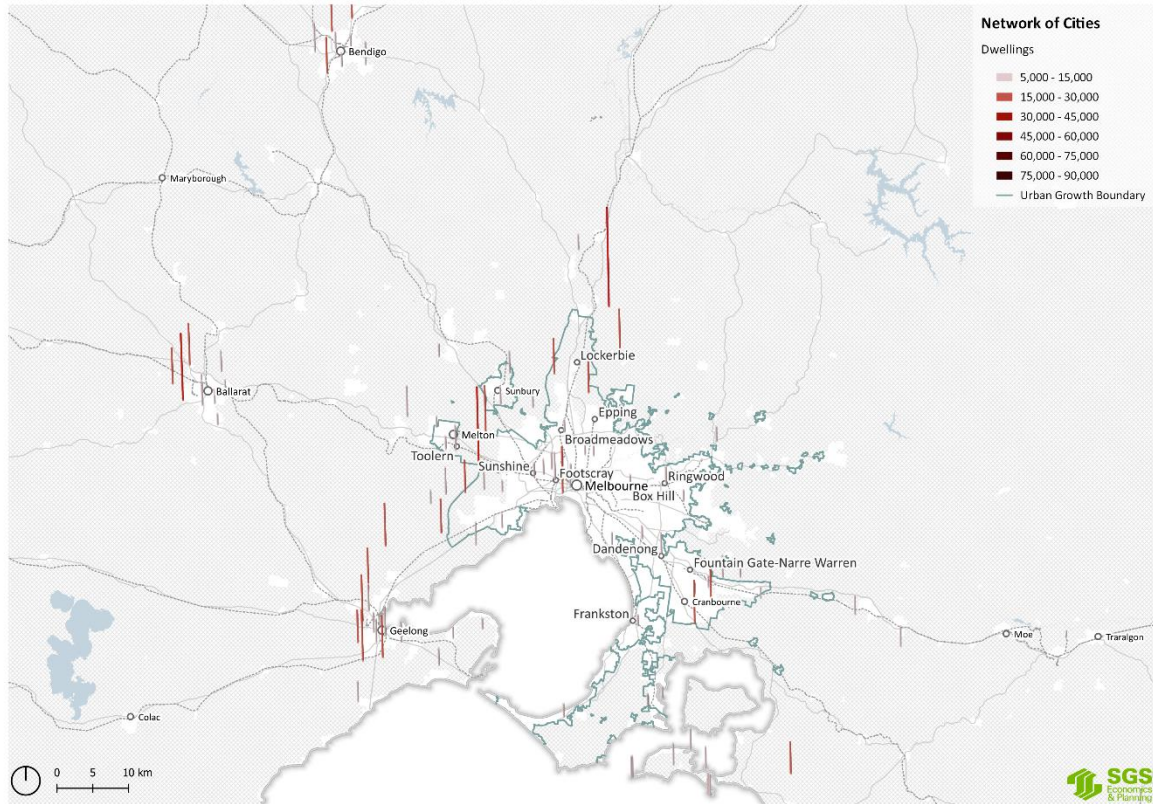 Network of Cities
Dwellings
5,000 - 15,000
15,000 - 30,000
30,000 - 45,000
45,000 - 60,000
60,000 - 75,000
75,000 - 90,000
Urban Growth Boundary
Bendigo
Maryborough
Lockerbie
Ballarat
Sunbury
Epping
Melton
Broadmeadows
Toolern
Sunshine
Footscray
Ringwood
Melbourne
Box Hill
Dandenong
Fountain Gate-Narre Warren
Cranbourne
Frankston
Geelong
Moe
Traralgon
Colac
0 5 10 km
SGS
Economics
& Planning